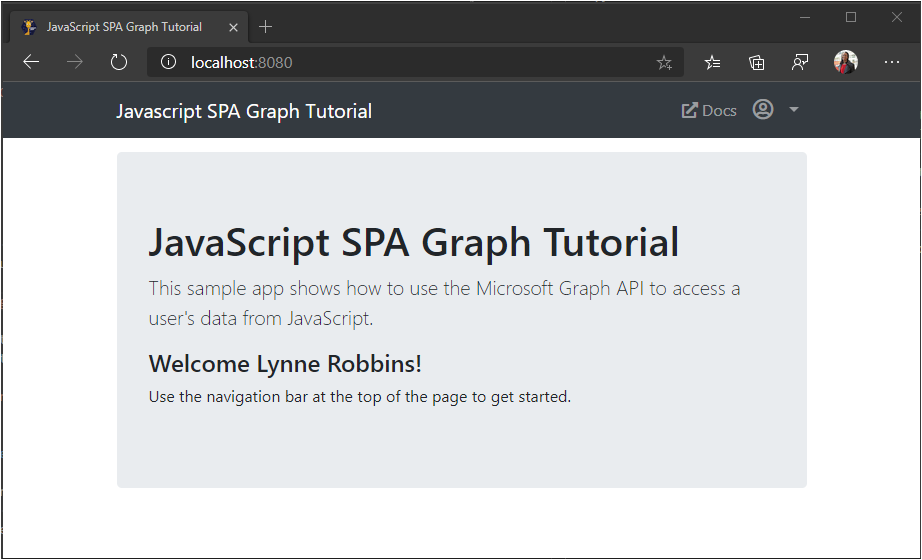 JavaScript SPA Graph Tutorial
localhost:8080
Javascript SPA Graph Tutorial
Docs
JavaScript SPA Graph Tutorial
This sample app shows how to use the Microsoft Graph API to access a
user's data from JavaScript.
Welcome Lynne Robbins!
Use the navigation bar at the top of the page to get started.